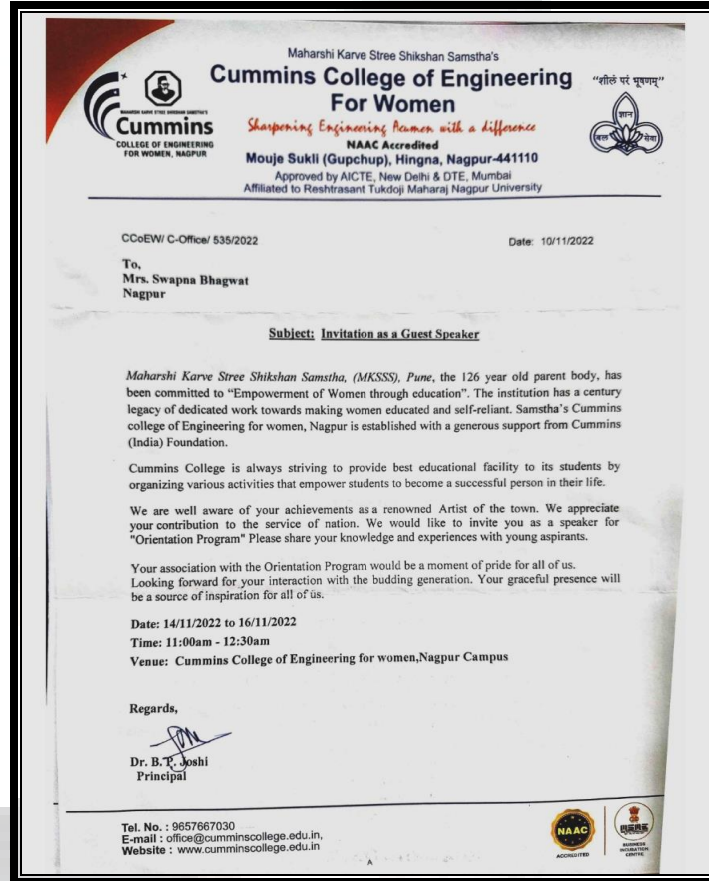 Maharshi Karve Stree Shikshan Samstha's
Cummins College of Engineering
For Women
Sharpening Engineering Acumen with a difference
NAAC Accredited
Mouje Sukli (Gupchup), Hingna, Nagpur-441110
Approved by AICTE, New Delhi & DTE, Mumbai
Affiliated to Reshtrasant Tukdoji Maharaj Nagpur University
MAHARSHI KARVE STREE SHIKSHAN SAMSTHA'S
Cummins
COLLEGE OF ENGINEERING
FOR WOMEN, NAGPUR
“शीलं परं भूषणम्”
ज्ञान
बल सेवा
CCoEW/ C-Office/ 535/2022
Date: 10/11/2022
To,
Mrs. Swapna Bhagwat
Nagpur
Subject: Invitation as a Guest Speaker
Maharshi Karve Stree Shikshan Samstha, (MKSSS), Pune, the 126 year old parent body, has
been committed to “Empowerment of Women through education”. The institution has a century
legacy of dedicated work towards making women educated and self-reliant. Samstha’s Cummins
college of Engineering for women, Nagpur is established with a generous support from Cummins
(India) Foundation.
Cummins College is always striving to provide best educational facility to its students by
organizing various activities that empower students to become a successful person in their life.
We are well aware of your achievements as a renowned Artist of the town. We appreciate
your contribution to the service of nation. We would like to invite you as a speaker for
"Orientation Program" Please share your knowledge and experiences with young aspirants.
Your association with the Orientation Program would be a moment of pride for all of us.
Looking forward for your interaction with the budding generation. Your graceful presence will
be a source of inspiration for all of us.
Date: 14/11/2022 to 16/11/2022
Time: 11:00am - 12:30am
Venue: Cummins College of Engineering for women,Nagpur Campus
Regards,
Dr. B.P. Joshi
Principal
Tel. No. : 9657667030
E-mail : office@cumminscollege.edu.in,
Website : www.cumminscollege.edu.in
NAAC
ACCREDITED
BUSINESS
INCUBATION
CENTRE,